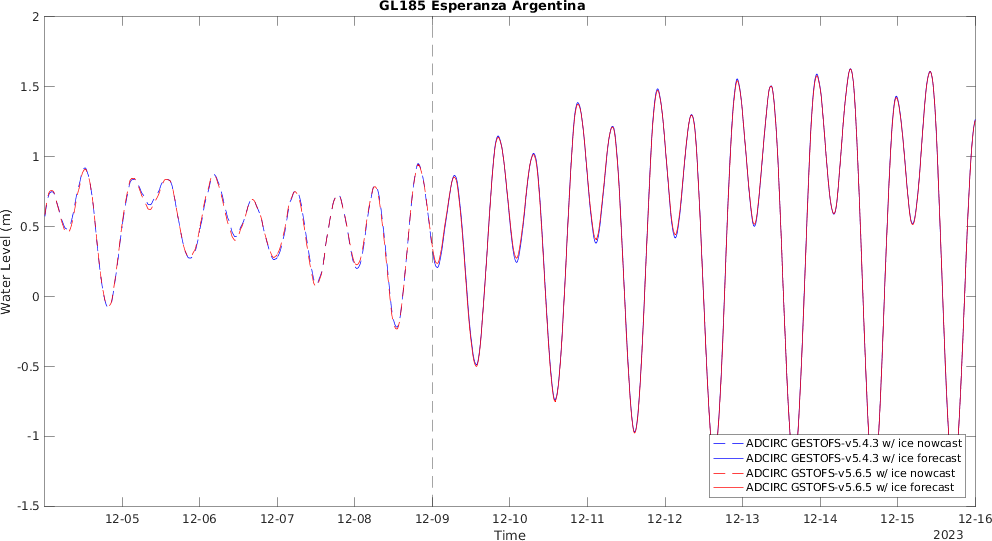 GL185 Esperanza Argentina
2
1.5
1
0.5
0
-0.5
-1
-1.5
Water Level (m)
ADCIRC GESTOFS-v5.4.3 w/ ice nowcast
ADCIRC GESTOFS-v5.4.3 w/ ice forecast
ADCIRC GSTOFS-v5.6.5 w/ ice nowcast
ADCIRC GSTOFS-v5.6.5 w/ ice forecast
12-05 12-06 12-07 12-08 12-09 12-10 12-11 12-12 12-13 12-14 12-15 12-16
Time
2023